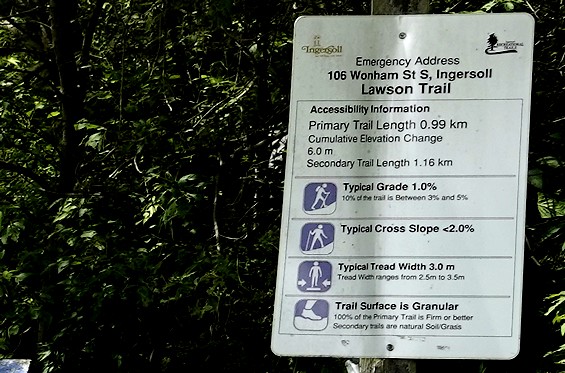 Ingersoll
RECREATIONAL
TRAILS
Emergency Address
106 Wonham St S, Ingersoll
Lawson Trail
Accessibility Information
Primary Trail Length 0.99 km
Cumulative Elevation Change
6.0 m
Secondary Trail Length 1.16 km
Typical Grade 1.0%
10% of the trail is Between 3% and 5%
Typical Cross Slope <2.0%
Typical Tread Width 3.0 m
Tread Width ranges from 2.5m to 3.5m
Trail Surface is Granular
100% of the Primary Trail is Firm or better
Secondary trails are natural Soil/Grass